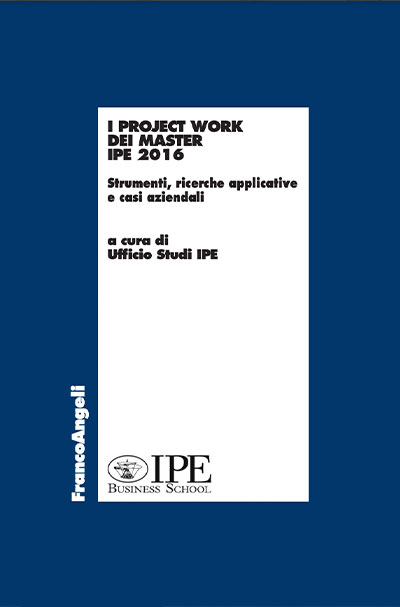 I PROJECT WORK
DEI MASTER
IPE 2016
Strumenti, ricerche applicative
e casi aziendali
a cura di
Ufficio Studi IPE
FrancoAngeli
IPE
BUSINESS SCHOOL